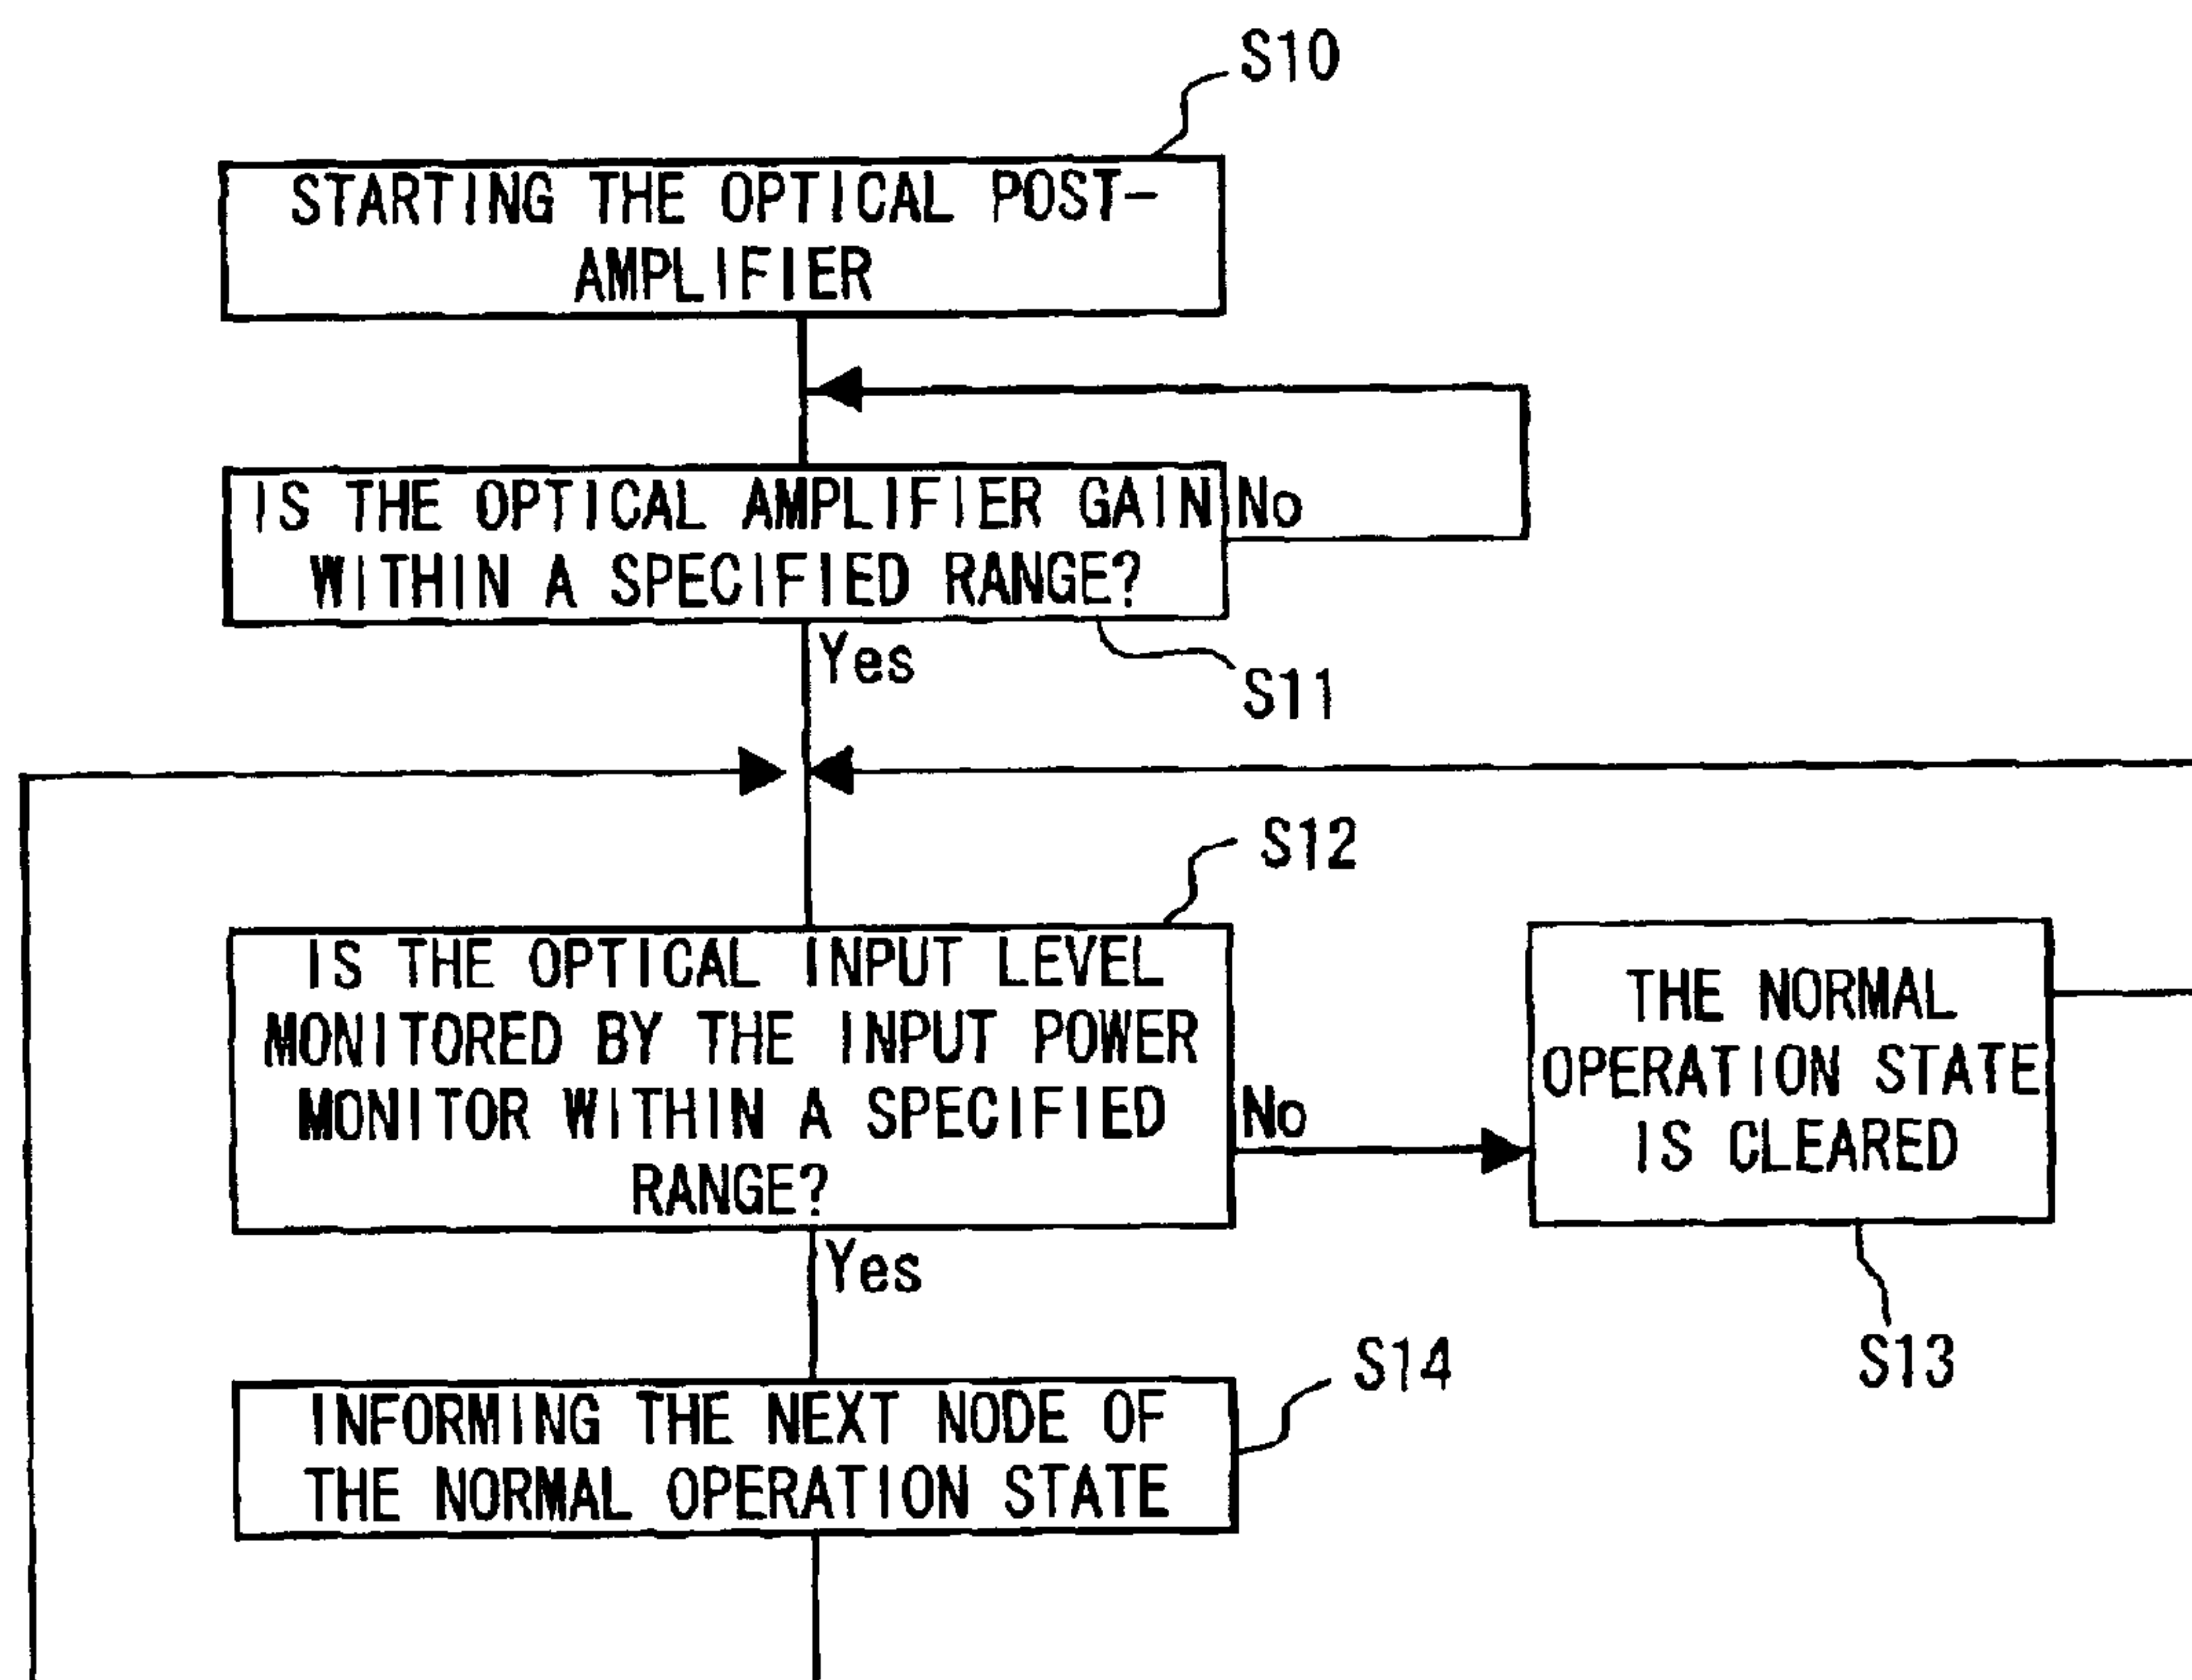 S10
STARTING THE OPTICAL POST-
AMPLIFIER
IS THE OPTICAL AMPLIFIER GAIN
WITHIN A SPECIFIED RANGE?
No
Yes
S11
S12
IS THE OPTICAL INPUT LEVEL
MONITORED BY THE INPUT POWER
MONITOR WITHIN A SPECIFIED
RANGE?
No
THE NORMAL
OPERATION STATE
IS CLEARED
Yes
S13
S14
INFORMING THE NEXT NODE OF
THE NORMAL OPERATION STATE